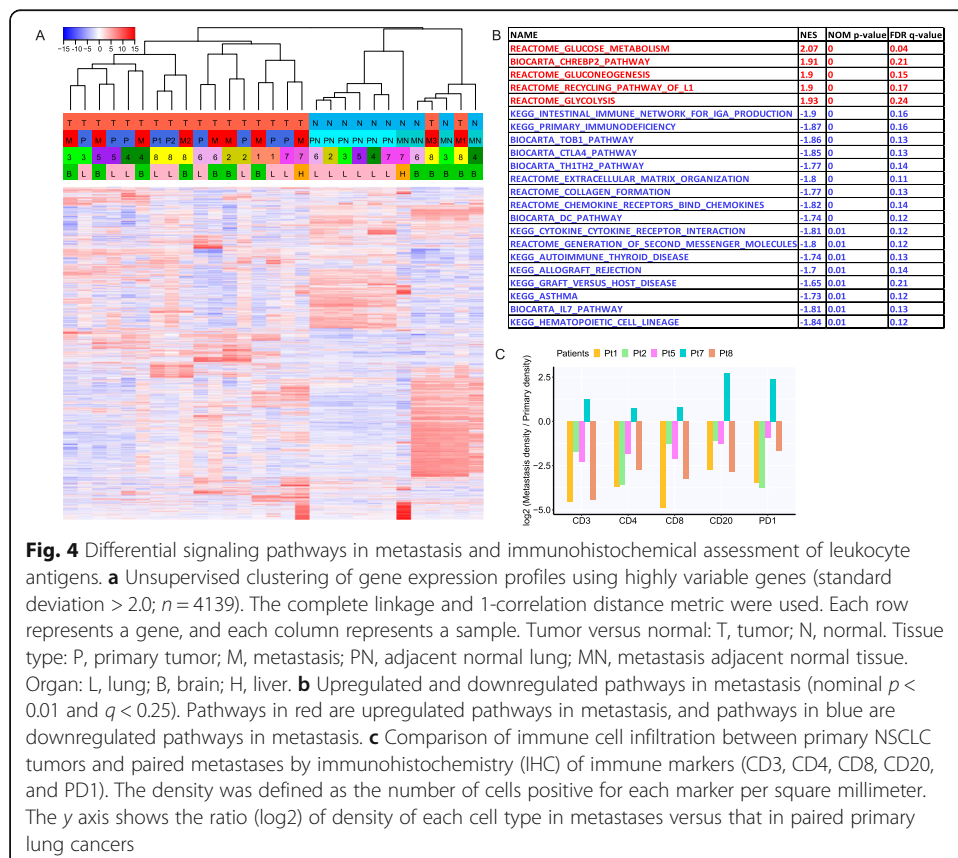 A
−15 −5 0 5 10 15
T T T T T T T T T T T T T T T T T N N N N N N N N T N T N
M P M P P M P1 P2 M2 P M M P M P P M PN PN PN PN PN PN MN MN M3 MN M1 MN
3 3 5 5 4 4 8 8 8 6 6 2 2 1 1 7 7 6 2 3 5 4 7 7 6 8 3 8 4
B L B L L B L L B L B B L B L L H L L L L L L H B B B B B
B
NAME NES NOM p-value FDR q-value
REACTOME_GLUCOSE_METABOLISM 2.07 0 0.04
BIOCARTA_CHREBP2_PATHWAY 1.91 0 0.21
REACTOME_GLUCONEOGENESIS 1.9 0 0.15
REACTOME_RECYCLING_PATHWAY_OF_L1 1.9 0 0.17
REACTOME_GLYCOLYSIS 1.93 0 0.24
KEGG_INTESTINAL_IMMUNE_NETWORK_FOR_IGA_PRODUCTION -1.9 0 0.16
KEGG_PRIMARY_IMMUNODEFICIENCY -1.87 0 0.16
BIOCARTA_TOB1_PATHWAY -1.86 0 0.13
BIOCARTA_CTLA4_PATHWAY -1.85 0 0.13
BIOCARTA_TH1TH2_PATHWAY -1.77 0 0.14
REACTOME_EXTRACELLULAR_MATRIX_ORGANIZATION -1.8 0 0.11
REACTOME_COLLAGEN_FORMATION -1.77 0 0.13
REACTOME_CHEMOKINE_RECEPTORS_BIND_CHEMOKINES -1.82 0 0.14
BIOCARTA_DC_PATHWAY -1.74 0 0.12
KEGG_CYTOKINE_CYTOKINE_RECEPTOR_INTERACTION -1.81 0.01 0.12
REACTOME_GENERATION_OF_SECOND_MESSENGER_MOLECULES -1.8 0.01 0.12
KEGG_AUTOIMMUNE_THYROID_DISEASE -1.74 0.01 0.13
KEGG_ALLOGRAFT_REJECTION -1.7 0.01 0.14
KEGG_GRAFT_VERSUS_HOST_DISEASE -1.65 0.01 0.21
KEGG_ASTHMA -1.73 0.01 0.12
BIOCARTA_IL7_PATHWAY -1.81 0.01 0.13
KEGG_HEMATOPOIETIC_CELL_LINEAGE -1.84 0.01 0.12
C
Patients Pt1 Pt2 Pt5 Pt7 Pt8
log2 (Metastasis density / Primary density)
2.5
0.0
−2.5
−5.0
CD3 CD4 CD8 CD20 PD1
Fig. 4 Differential signaling pathways in metastasis and immunohistochemical assessment of leukocyte
antigens. a Unsupervised clustering of gene expression profiles using highly variable genes (standard
deviation > 2.0; n = 4139). The complete linkage and 1-correlation distance metric were used. Each row
represents a gene, and each column represents a sample. Tumor versus normal: T, tumor; N, normal. Tissue
type: P, primary tumor; M, metastasis; PN, adjacent normal lung; MN, metastasis adjacent normal tissue.
Organ: L, lung; B, brain; H, liver. b Upregulated and downregulated pathways in metastasis (nominal p <
0.01 and q < 0.25). Pathways in red are upregulated pathways in metastasis, and pathways in blue are
downregulated pathways in metastasis. c Comparison of immune cell infiltration between primary NSCLC
tumors and paired metastases by immunohistochemistry (IHC) of immune markers (CD3, CD4, CD8, CD20,
and PD1). The density was defined as the number of cells positive for each marker per square millimeter.
The y axis shows the ratio (log2) of density of each cell type in metastases versus that in paired primary
lung cancers